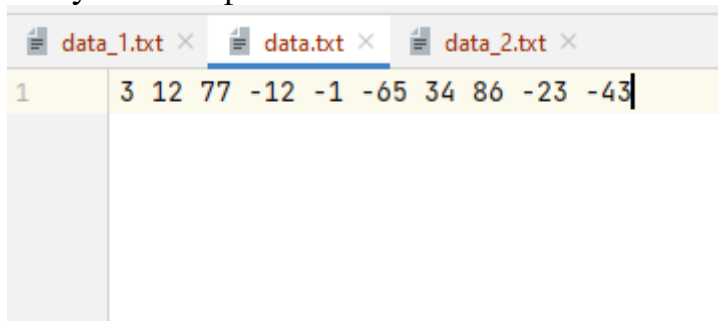 data_1.txt × data.txt × data_2.txt ×
1 3 12 77 -12 -1 -65 34 86 -23 -43